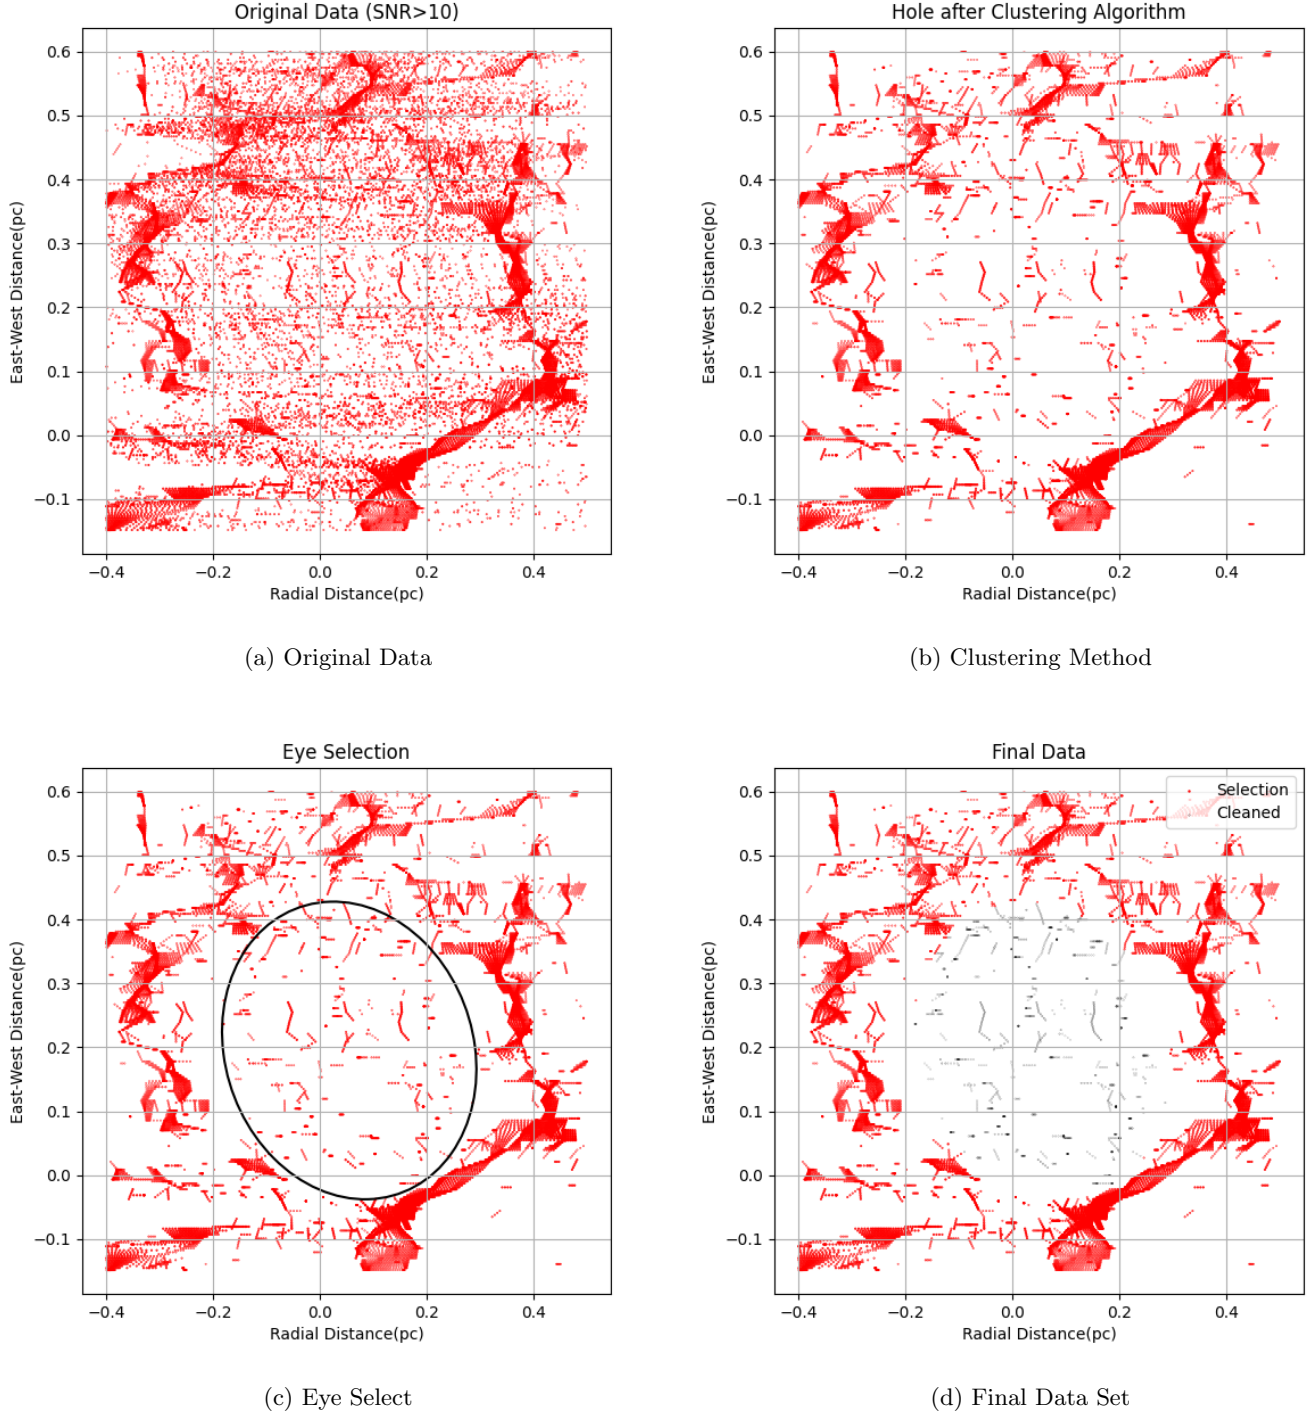 Original Data (SNR>10)
East-West Distance(pc)
0.6
0.5
0.4
0.3
0.2
0.1
0.0
−0.1
−0.4
−0.2
0.0
0.2
0.4
Radial Distance(pc)
(a) Original Data
Hole after Clustering Algorithm
East-West Distance(pc)
0.6
0.5
0.4
0.3
0.2
0.1
0.0
−0.1
−0.4
−0.2
0.0
0.2
0.4
Radial Distance(pc)
(b) Clustering Method
Eye Selection
East-West Distance(pc)
0.6
0.5
0.4
0.3
0.2
0.1
0.0
−0.1
−0.4
−0.2
0.0
0.2
0.4
Radial Distance(pc)
(c) Eye Select
Final Data
Selection
Cleaned
East-West Distance(pc)
0.6
0.5
0.4
0.3
0.2
0.1
0.0
−0.1
−0.4
−0.2
0.0
0.2
0.4
Radial Distance(pc)
(d) Final Data Set